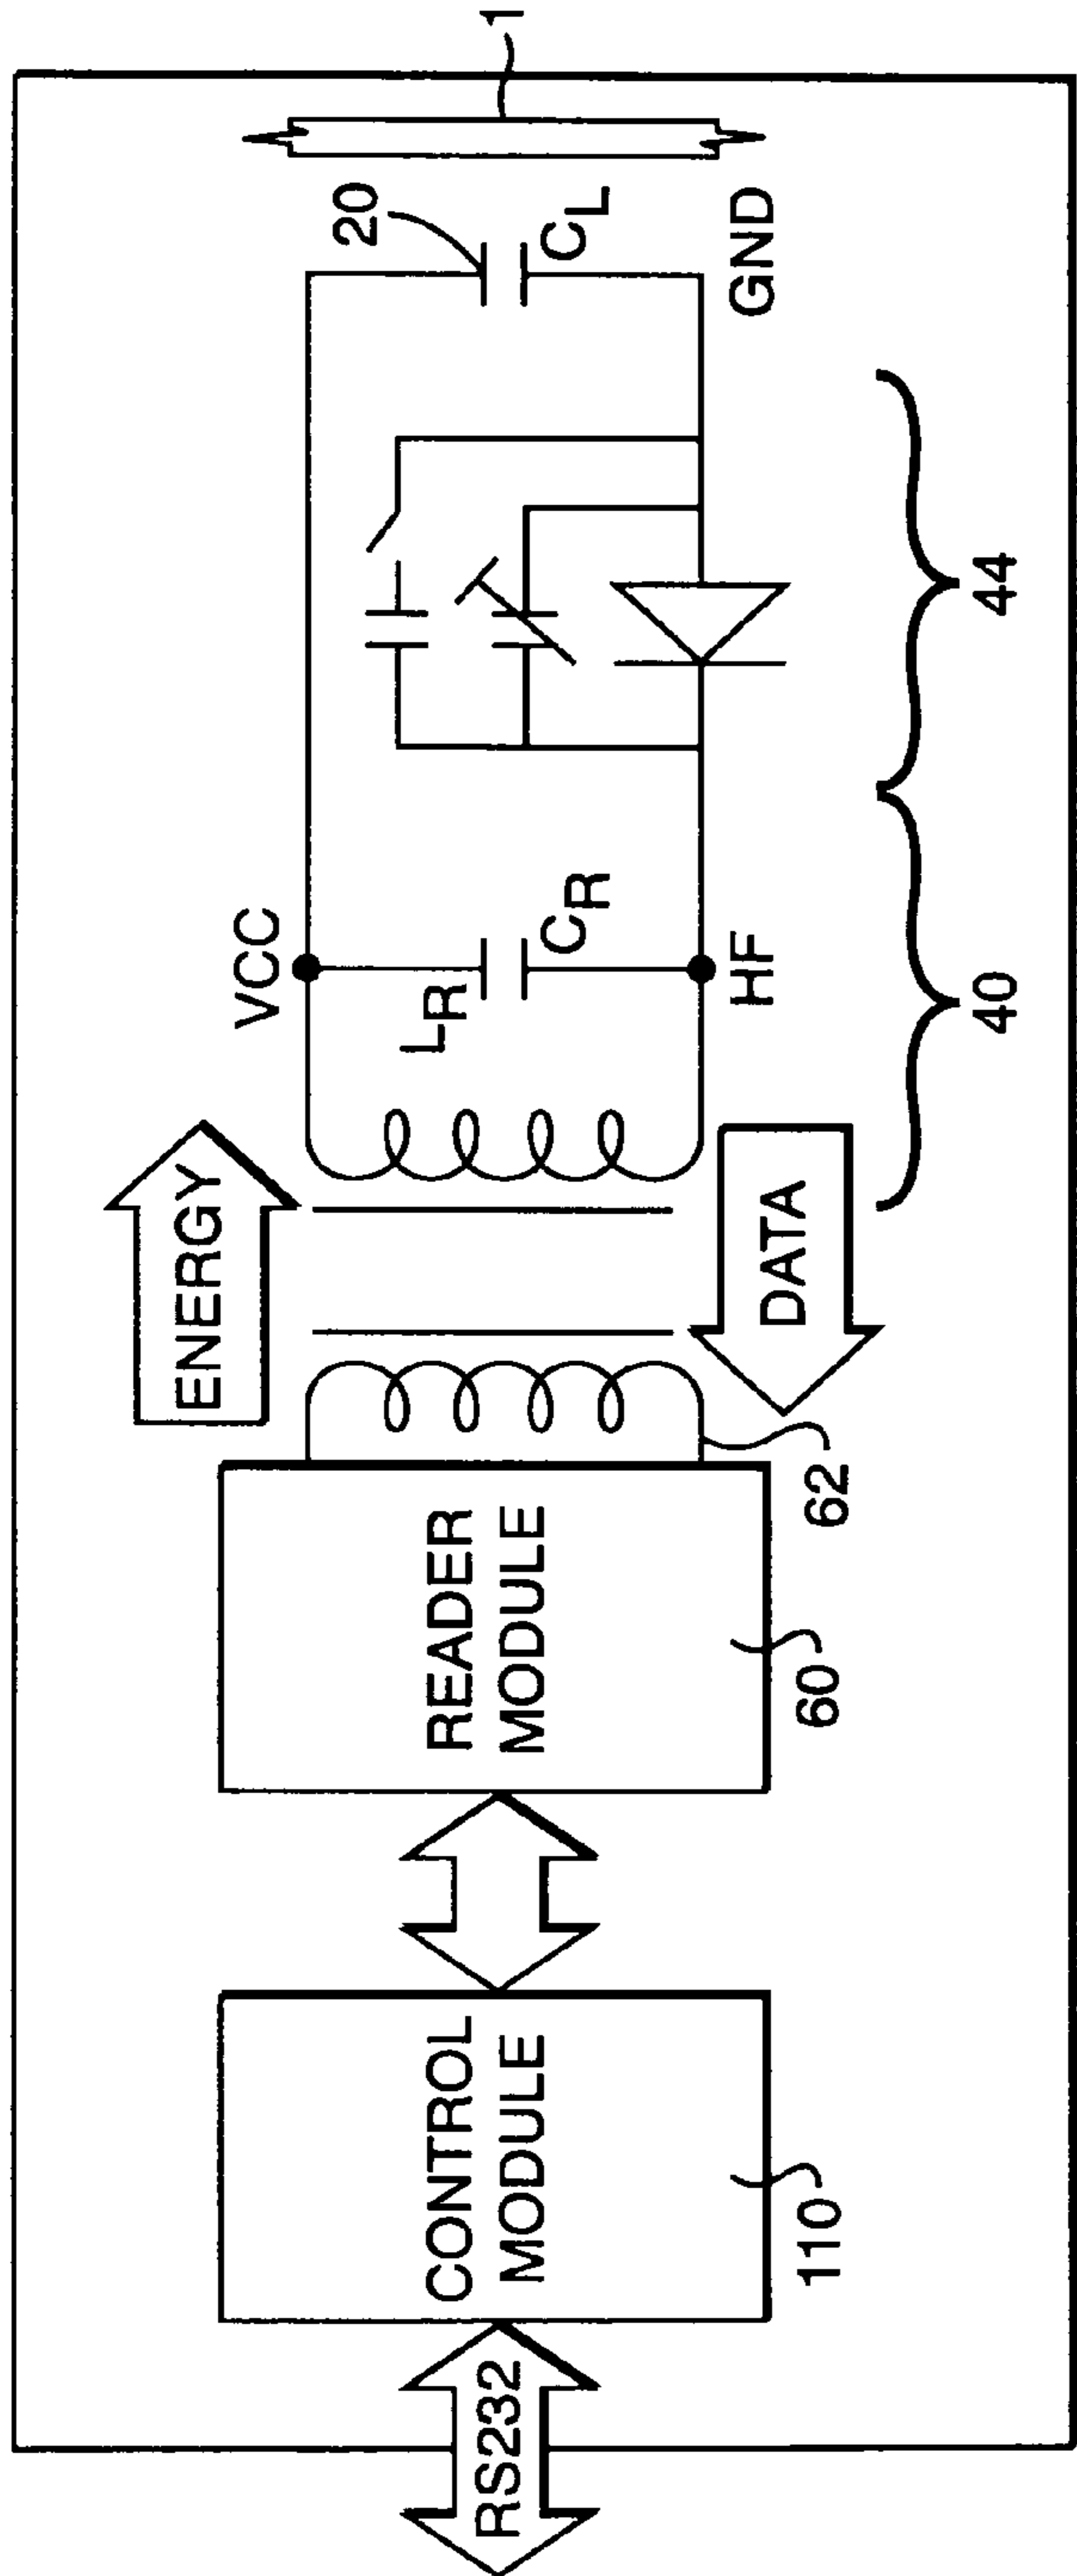 RS232
CONTROL
MODULE
110
READER
MODULE
60
62
ENERGY
DATA
VCC
LR
CR
HF
40
44
20
CL
GND
1